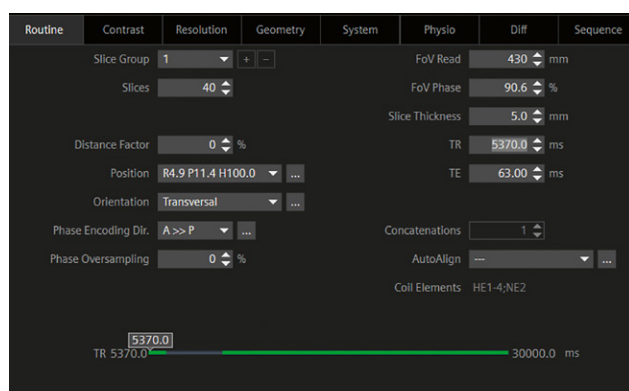 Routine Contrast Resolution Geometry System Physio Diff Sequence
Slice Group 1 + - FoV Read 430 mm
Slices 40 FoV Phase 90.6 %
Slice Thickness 5.0 mm
Distance Factor 0 % TR 5370.0 ms
Position R4.9 P11.4 H100.0 ... TE 63.00 ms
Orientation Transversal ...
Phase Encoding Dir. A >> P ... Concatenations 1
Phase Oversampling 0 % AutoAlign --- ...
Coil Elements HE1-4;NE2
5370.0
TR 5370.0 30000.0 ms